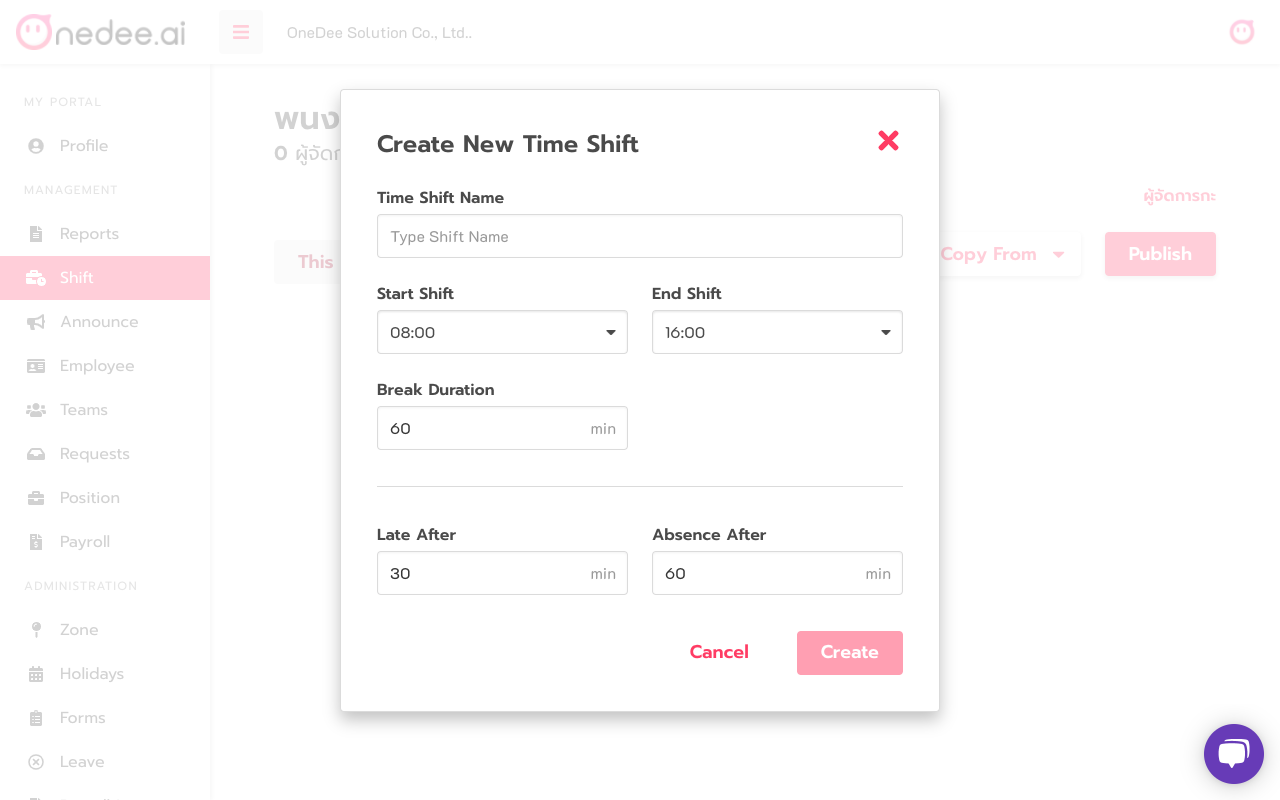 nedee.ai
OneDee Solution Co., Ltd..
MY PORTAL
Profile
MANAGEMENT
Reports
Shift
Announce
Employee
Teams
Requests
Position
Payroll
ADMINISTRATION
Zone
Holidays
Forms
Leave
พนง
0 ผู้จัดก
ผู้จัดการกะ
This
Copy From
Publish
Create New Time Shift
Time Shift Name
Type Shift Name
Start Shift
End Shift
08:00
16:00
Break Duration
60 min
Late After
Absence After
30 min
60 min
Cancel
Create